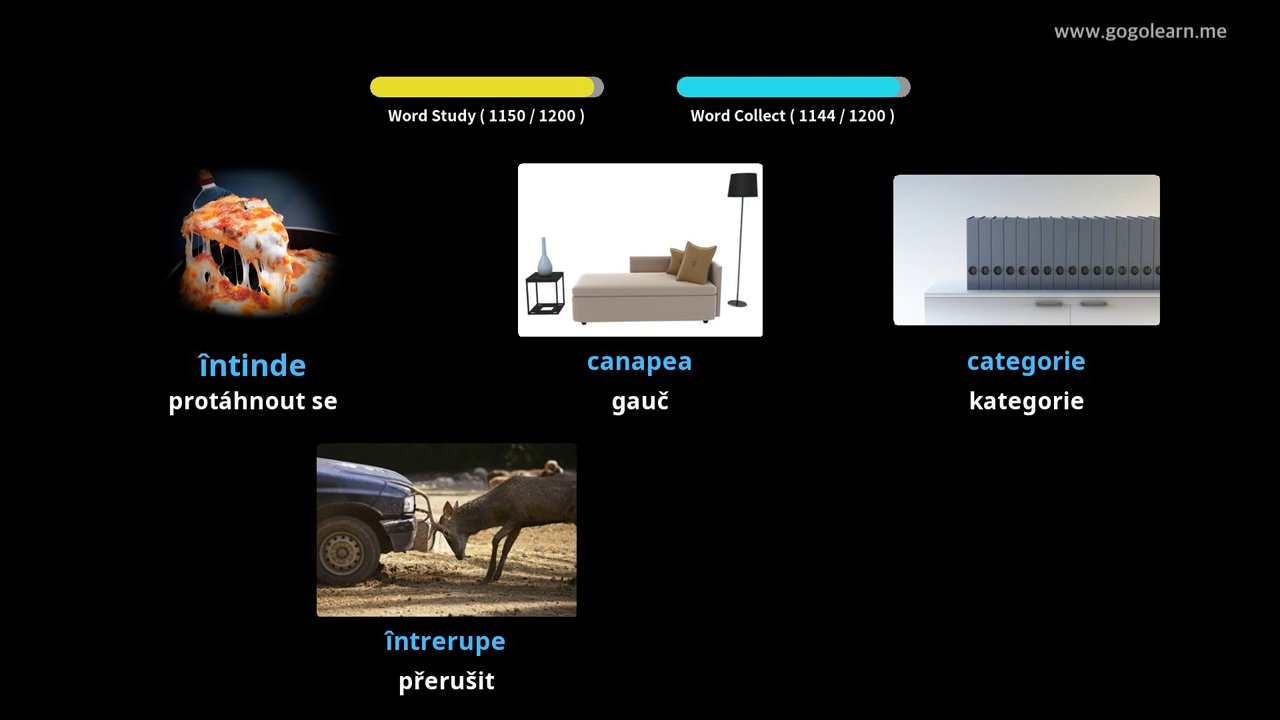 www.gogolearn.me
Word Study ( 1150 / 1200 )
Word Collect ( 1144 / 1200 )
întinde
protáhnout se
canapea
gauč
categorie
kategorie
întrerupe
přerušit